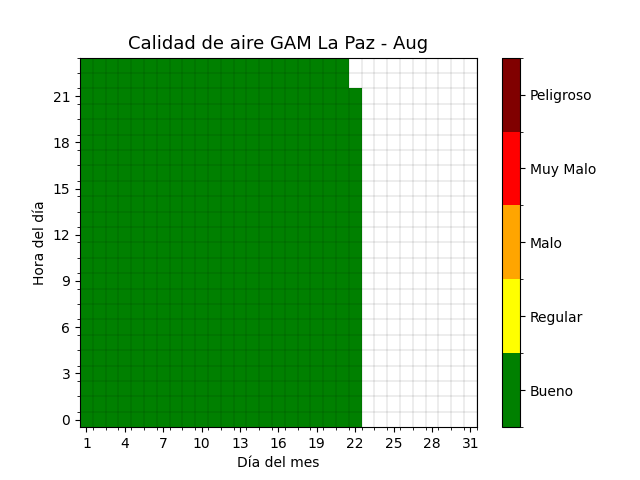 Calidad de aire GAM La Paz - Aug
21
18
15
12
9
6
3
0
Hora del día
1 4 7 10 13 16 19 22 25 28 31
Día del mes
Peligroso
Muy Malo
Malo
Regular
Bueno